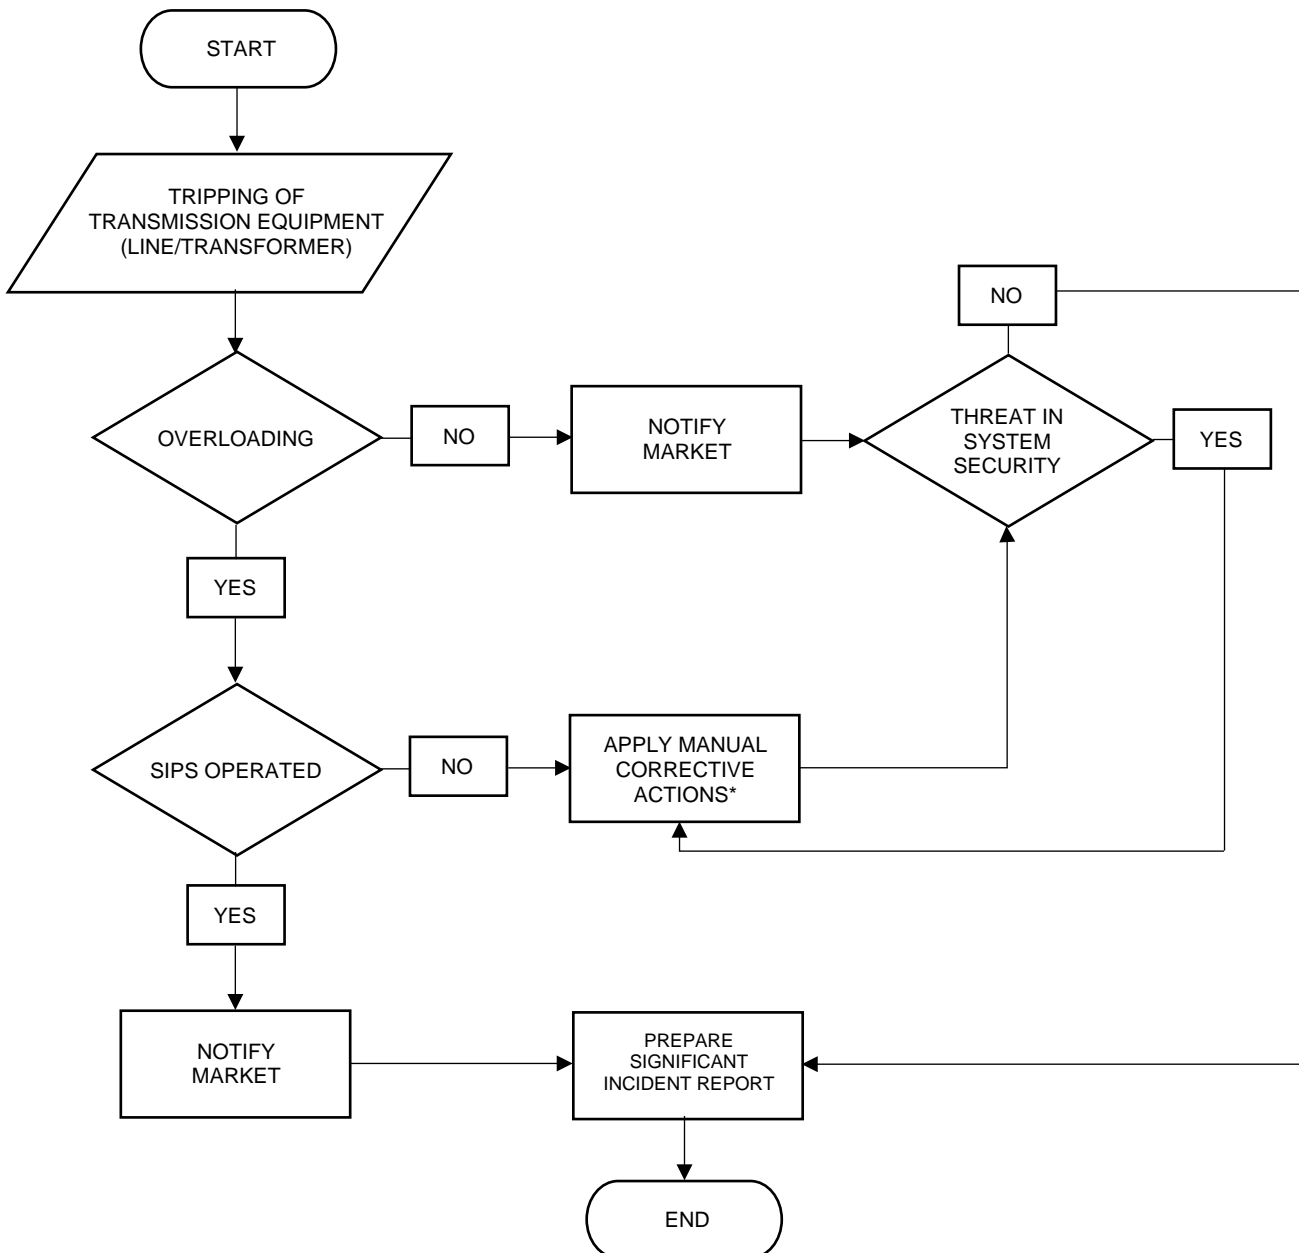 START
TRIPPING OF
TRANSMISSION EQUIPMENT
(LINE/TRANSFORMER)
NO
OVERLOADING
NO
NOTIFY
MARKET
THREAT IN
SYSTEM
SECURITY
YES
YES
SIPS OPERATED
NO
APPLY MANUAL
CORRECTIVE
ACTIONS*
YES
NOTIFY
MARKET
PREPARE
SIGNIFICANT
INCIDENT REPORT
END